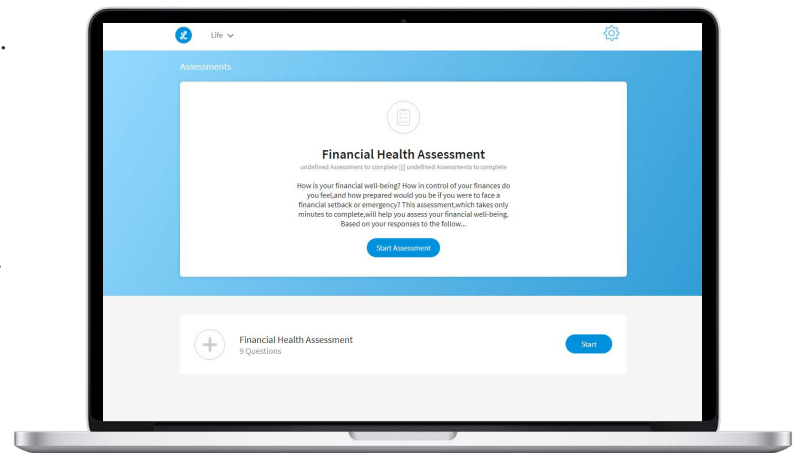 Life
Assessments
Financial Health Assessment
undefined Assessment to complete ||| undefined Assessments to complete
How is your financial well-being? How in control of your finances do
you feel,and how prepared would you be if you were to face a
financial setback or emergency? This assessment,which takes only
minutes to complete,will help you assess your financial well-being.
Based on your responses to the follow...
Start Assessment
Financial Health Assessment
9 Questions
Start